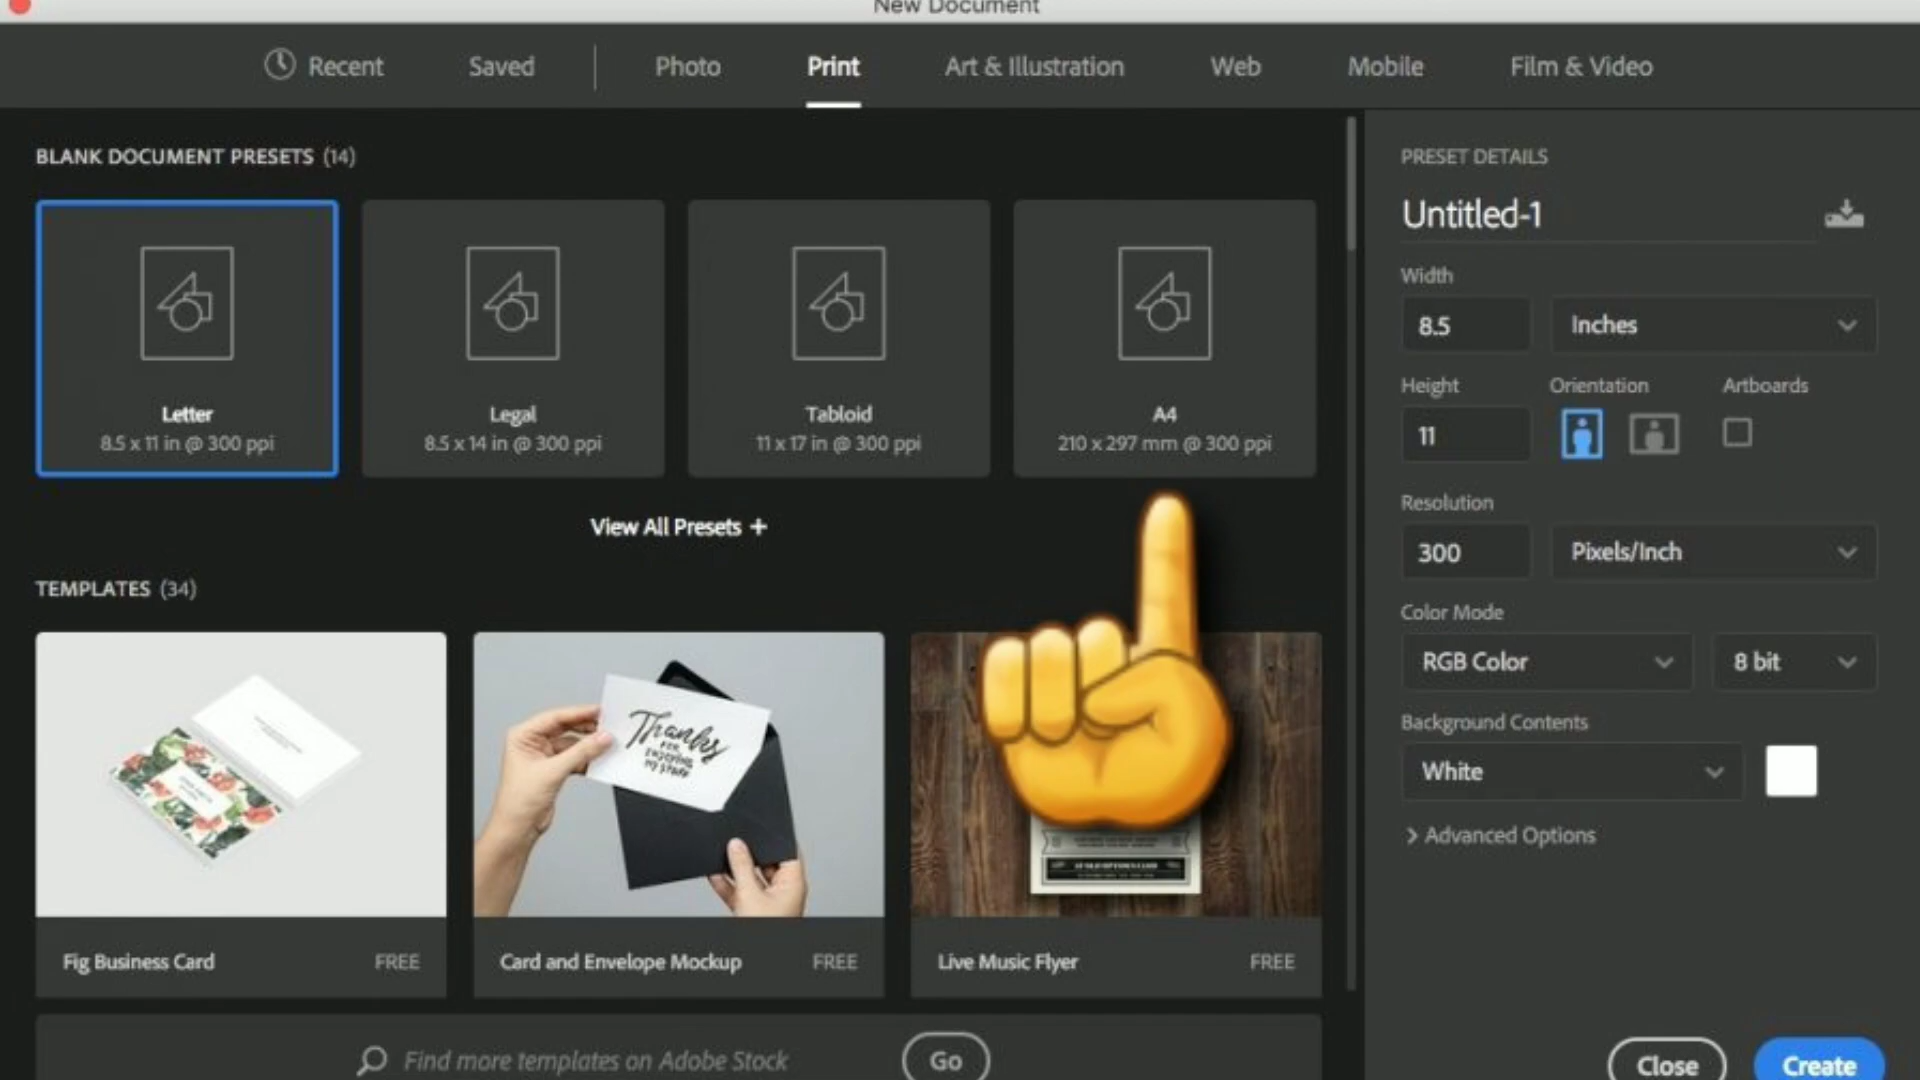 New Document
Recent Saved Photo Print Art & Illustration Web Mobile Film & Video
BLANK DOCUMENT PRESETS (14)
Letter
8.5 x 11 in @ 300 ppi
Legal
8.5 x 14 in @ 300 ppi
Tabloid
11 x 17 in @ 300 ppi
A4
210 x 297 mm @ 300 ppi
View All Presets +
TEMPLATES (34)
Thanks
FOR
ENJOYING
MY STUFF
Fig Business Card FREE
Card and Envelope Mockup FREE
Live Music Flyer FREE
Find more templates on Adobe Stock Go
PRESET DETAILS
Untitled-1
Width
8.5 Inches
Height Orientation Artboards
11
Resolution
300 Pixels/Inch
Color Mode
RGB Color 8 bit
Background Contents
White
> Advanced Options
Close Create